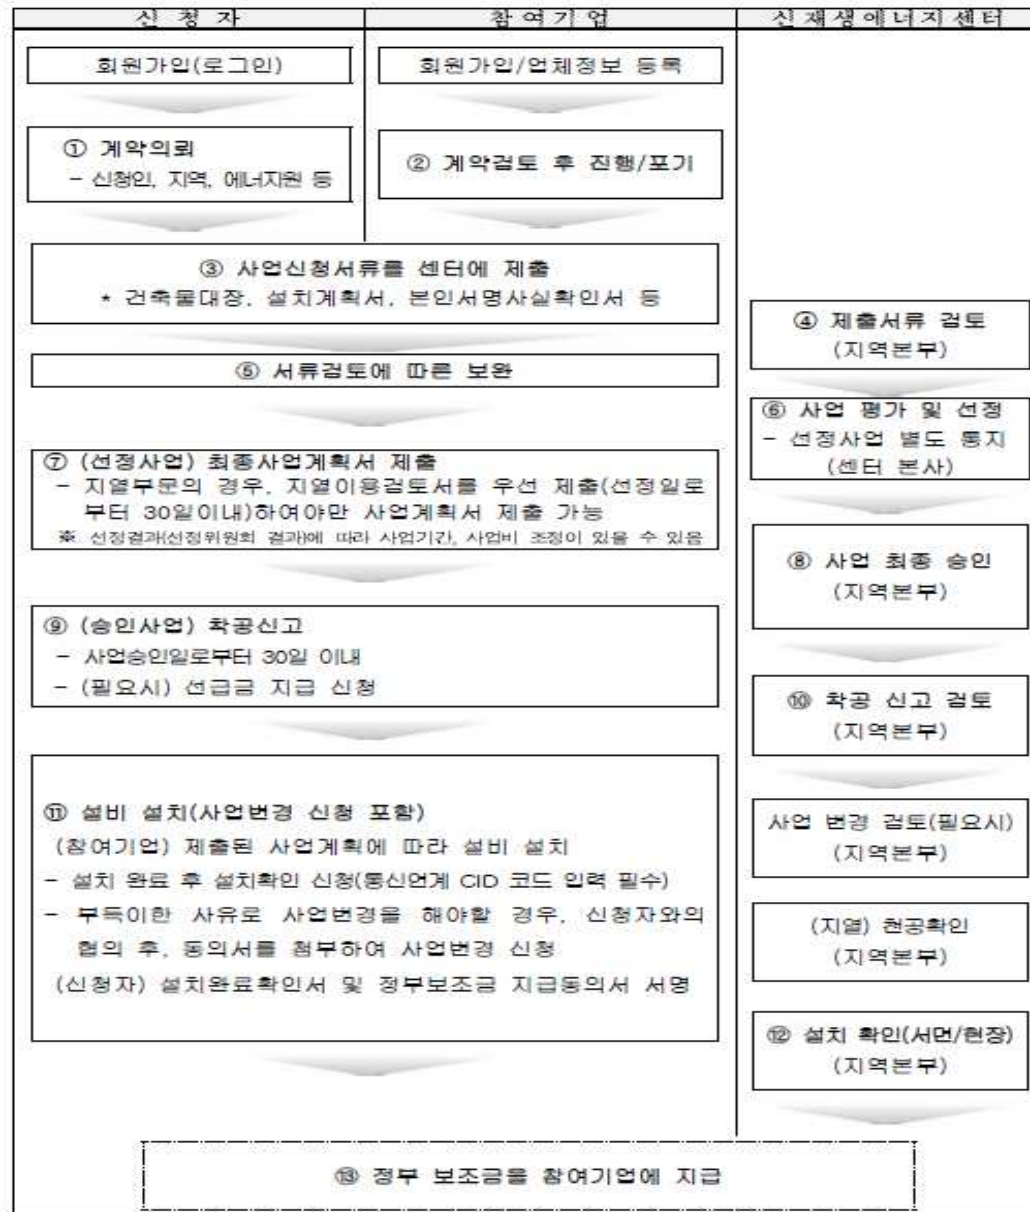 신 청 자
참 여 기 업
신 재 생 에 너 지 센 터
회원가입(로그인)
회원가입/업체정보 등록
① 계약의뢰
- 신청인, 지역, 에너지원 등
② 계약검토 후 진행/포기
③ 사업신청서류를 센터에 제출
* 건축물대장, 설치계획서, 본인서명사실확인서 등
④ 제출서류 검토
(지역본부)
⑤ 서류검토에 따른 보완
⑥ 사업 평가 및 선정
- 선정사업 별도 통지
(센터 본사)
⑦ (선정사업) 최종사업계획서 제출
- 지열부문의 경우, 지열이용검토서를 우선 제출(선정일로
부터 30일이내)하여야만 사업계획서 제출 가능
※ 선정결과(선정위원회 결과)에 따라 사업기간, 사업비 조정이 있을 수 있음
⑧ 사업 최종 승인
(지역본부)
⑨ (승인사업) 착공신고
- 사업승인일로부터 30일 이내
- (필요시) 선급금 지급 신청
⑩ 착공 신고 검토
(지역본부)
⑪ 설비 설치(사업변경 신청 포함)
(참여기업) 제출된 사업계획에 따라 설비 설치
- 설치 완료 후 설치확인 신청(통신연계 CID 코드 입력 필수)
- 부득이한 사유로 사업변경을 해야할 경우, 신청자와의
협의 후, 동의서를 첨부하여 사업변경 신청
(신청자) 설치완료확인서 및 정부보조금 지급동의서 서명
사업 변경 검토(필요시)
(지역본부)
(지열) 천공확인
(지역본부)
⑫ 설치 확인(서면/현장)
(지역본부)
⑬ 정부 보조금을 참여기업에 지급